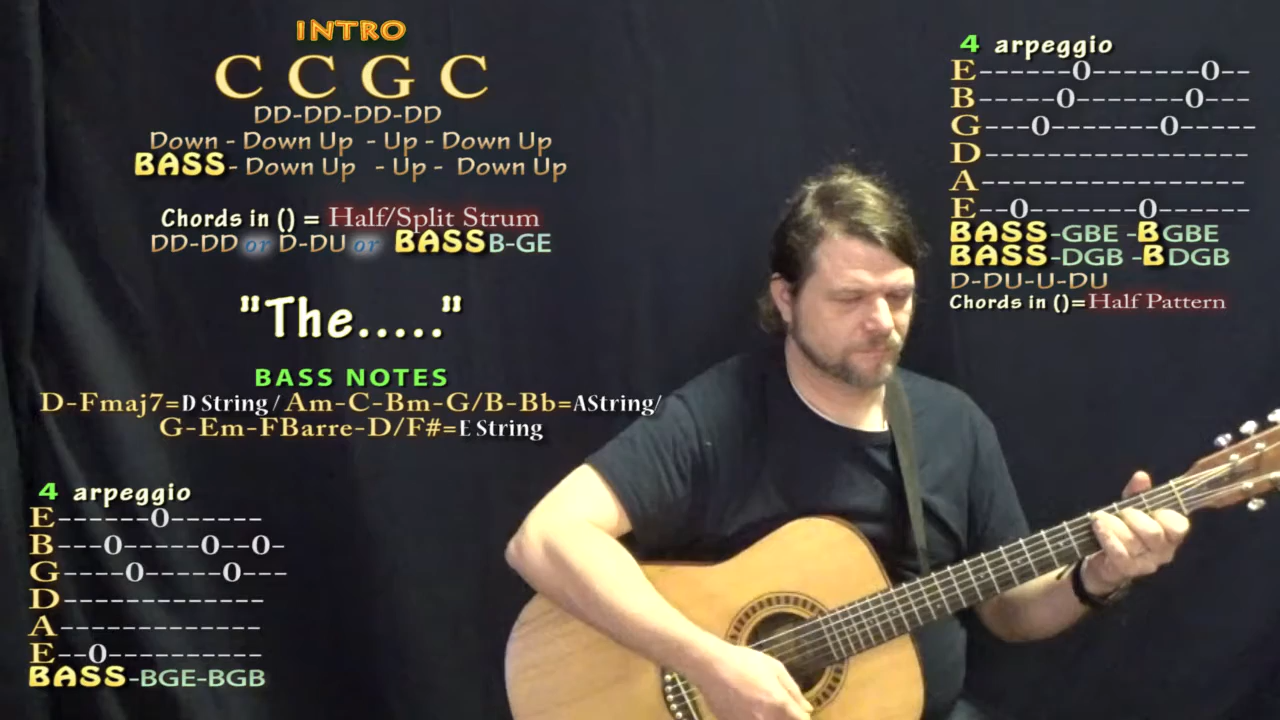 INTRO
C C G C
DD-DD-DD-DD
Down - Down Up - Up - Down Up
BASS- Down Up - Up - Down Up
Chords in () = Half/Split Strum
DD-DD or D-DU or BASS B-GE
"The....."
BASS NOTES
D-Fmaj7=D String / Am-C-Bm-G/B-Bb=AString/
G-Em-FBarre-D/F#=E String
4 arpeggio
E------0------
B---0-----0--0-
G----0-----0---
D-------------
A-------------
E--0----------
BASS-BGE-BGB
4 arpeggio
E------0-------0--
B-----0-------0---
G---0-------0-----
D-----------------
A-----------------
E--0-------0------
BASS-GBE -BGBE
BASS-DGB -BDGB
D-DU-U-DU
Chords in ()=Half Pattern